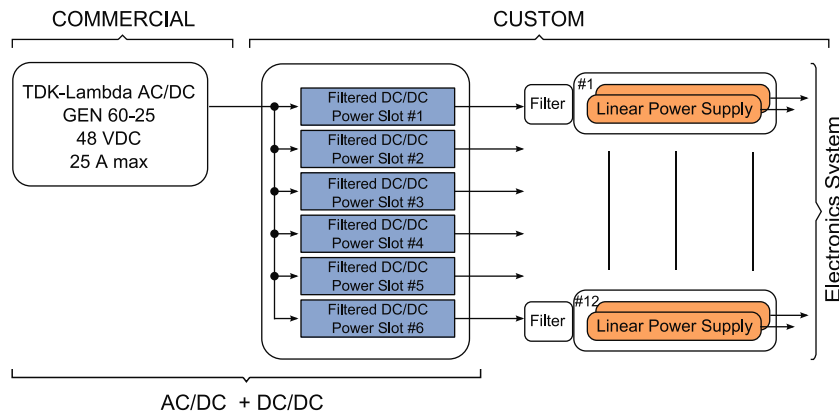 COMMERCIAL
CUSTOM
TDK-Lambda AC/DC
GEN 60-25
48 VDC
25 A max
Filtered DC/DC
Power Slot #1
Filtered DC/DC
Power Slot #2
Filtered DC/DC
Power Slot #3
Filtered DC/DC
Power Slot #4
Filtered DC/DC
Power Slot #5
Filtered DC/DC
Power Slot #6
Filter
#1
Linear Power Supply
Filter
#12
Linear Power Supply
Electronics System
AC/DC + DC/DC